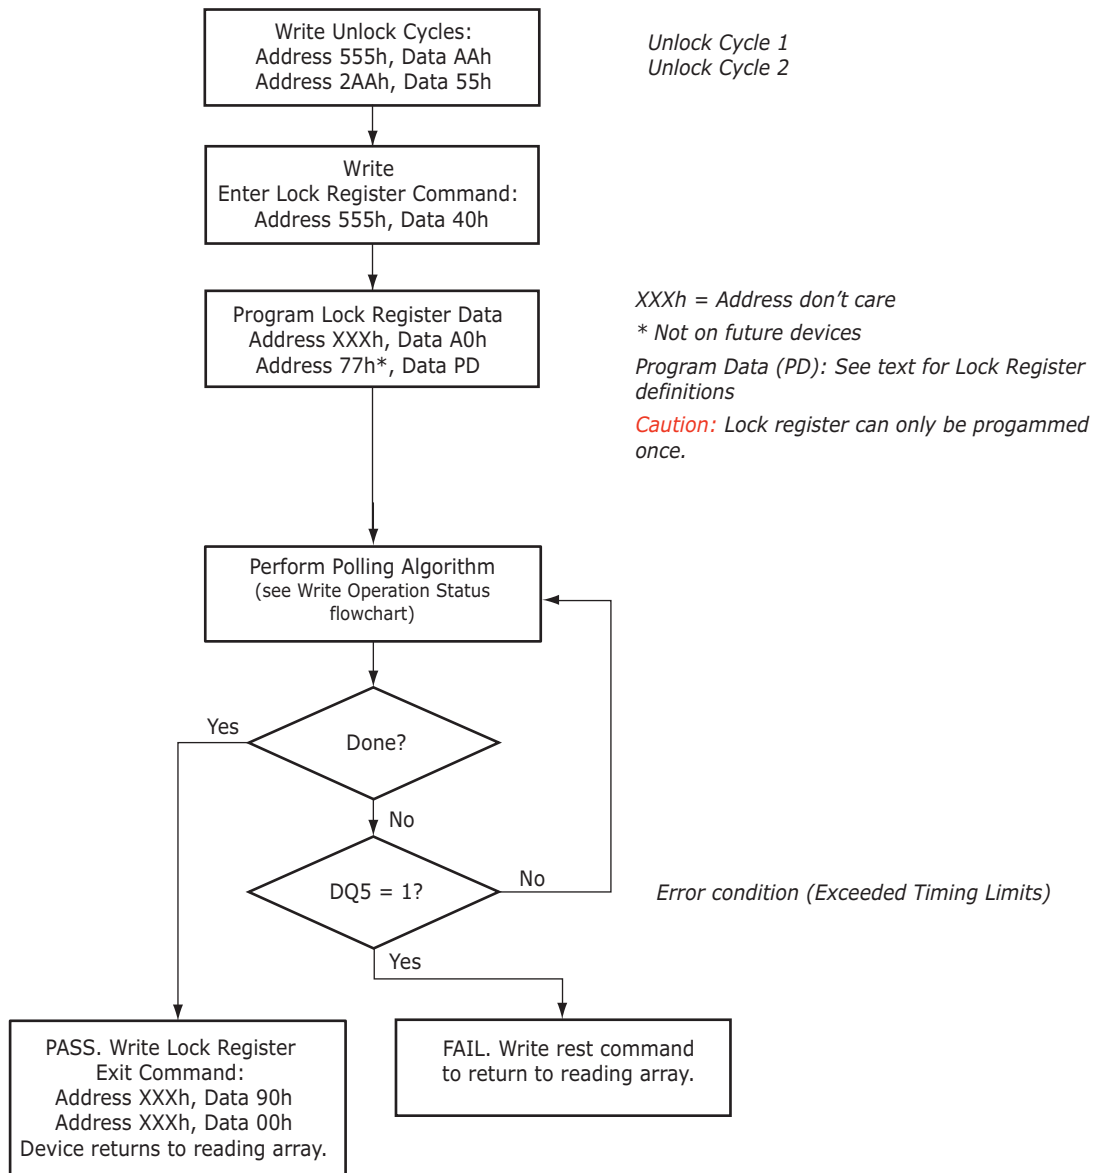 Write Unlock Cycles:
Address 555h, Data AAh
Address 2AAh, Data 55h
Unlock Cycle 1
Unlock Cycle 2
Write
Enter Lock Register Command:
Address 555h, Data 40h
Program Lock Register Data
Address XXXh, Data A0h
Address 77h*, Data PD
XXXh = Address don't care
* Not on future devices
Program Data (PD): See text for Lock Register
definitions
Caution: Lock register can only be progammed
once.
Perform Polling Algorithm
(see Write Operation Status
flowchart)
Yes
Done?
No
DQ5 = 1?
No
Error condition (Exceeded Timing Limits)
Yes
PASS. Write Lock Register
Exit Command:
Address XXXh, Data 90h
Address XXXh, Data 00h
Device returns to reading array.
FAIL. Write rest command
to return to reading array.